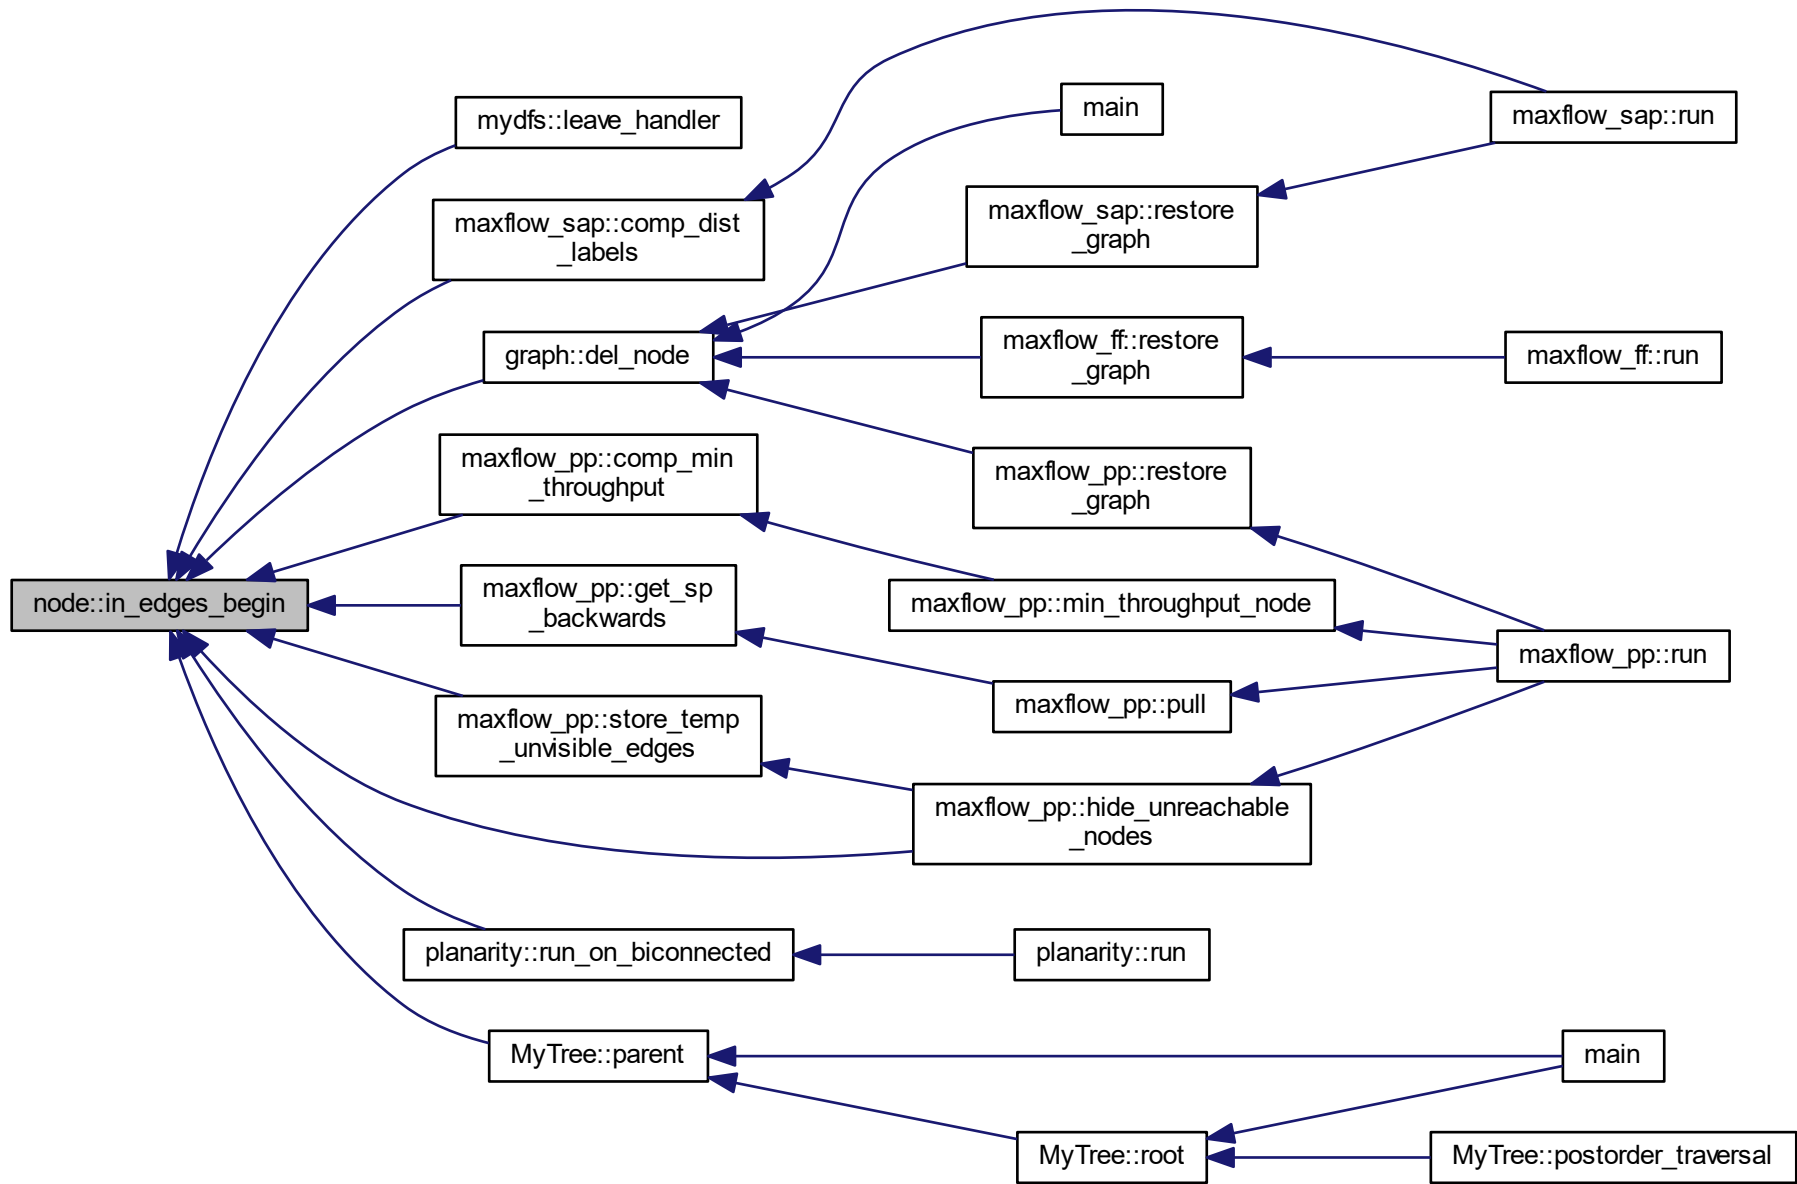 mydfs::leave_handler
main
maxflow_sap::run
maxflow_sap::comp_dist
_labels
maxflow_sap::restore
_graph
graph::del_node
maxflow_ff::restore
_graph
maxflow_ff::run
maxflow_pp::comp_min
_throughput
maxflow_pp::restore
_graph
node::in_edges_begin
maxflow_pp::get_sp
_backwards
maxflow_pp::min_throughput_node
maxflow_pp::run
maxflow_pp::store_temp
_unvisible_edges
maxflow_pp::pull
maxflow_pp::hide_unreachable
_nodes
planarity::run_on_biconnected
planarity::run
MyTree::parent
main
MyTree::root
MyTree::postorder_traversal